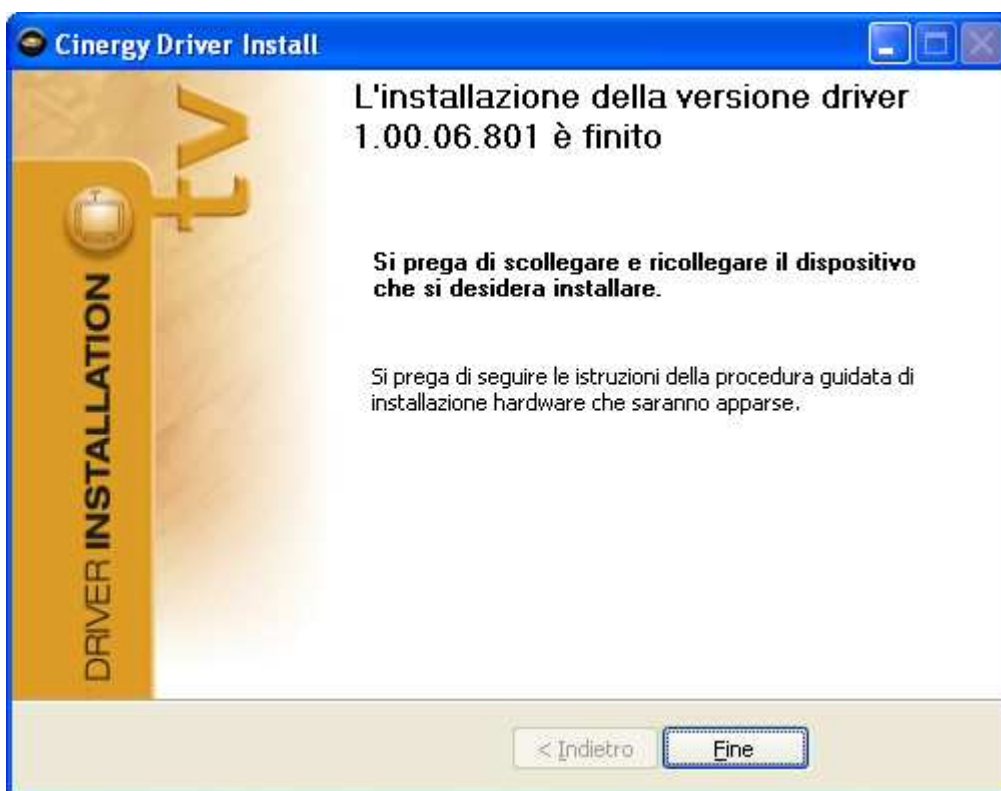 Cinergy Driver Install
L'installazione della versione driver
1.00.06.801 è finito
tv
DRIVER INSTALLATION
Si prega di scollegare e ricollegare il dispositivo
che si desidera installare.
Si prega di seguire le istruzioni della procedura guidata di
installazione hardware che saranno apparse.
< Indietro
Fine